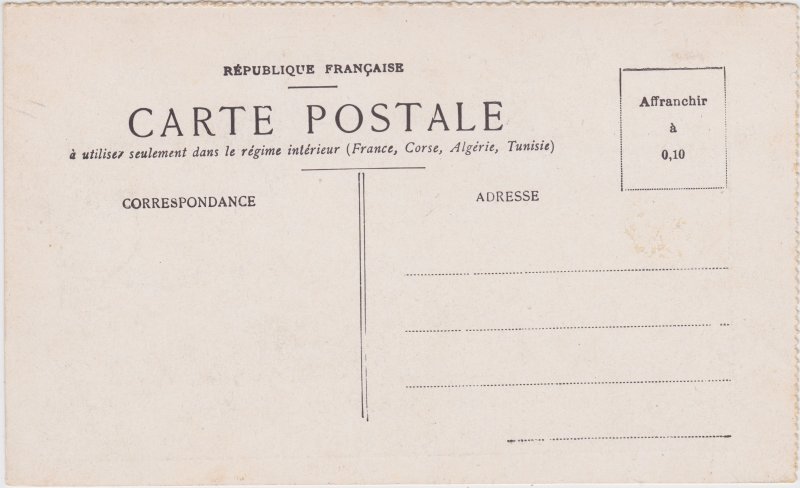 RÉPUBLIQUE FRANÇAISE
CARTE POSTALE
à utiliser seulement dans le régime intérieur (France, Corse, Algérie, Tunisie)
Affranchir
à
0,10
CORRESPONDANCE
ADRESSE